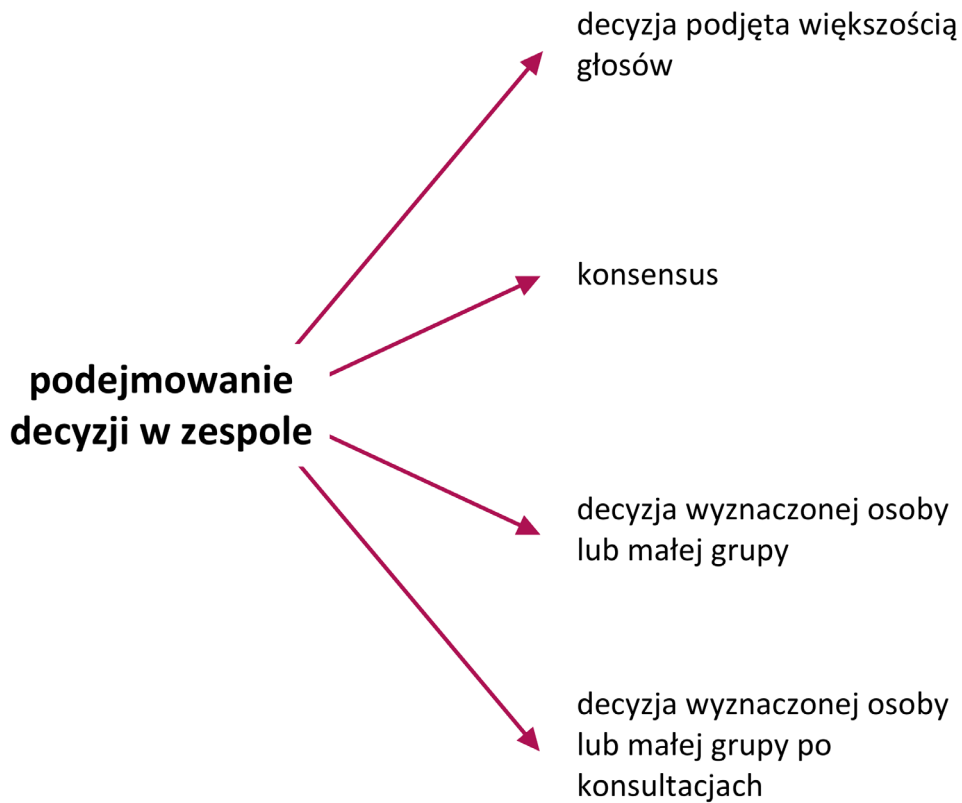 decyzja podjęta większością
głosów
konsensus
podejmowanie
decyzji w zespole
decyzja wyznaczonej osoby
lub małej grupy
decyzja wyznaczonej osoby
lub małej grupy po
konsultacjach